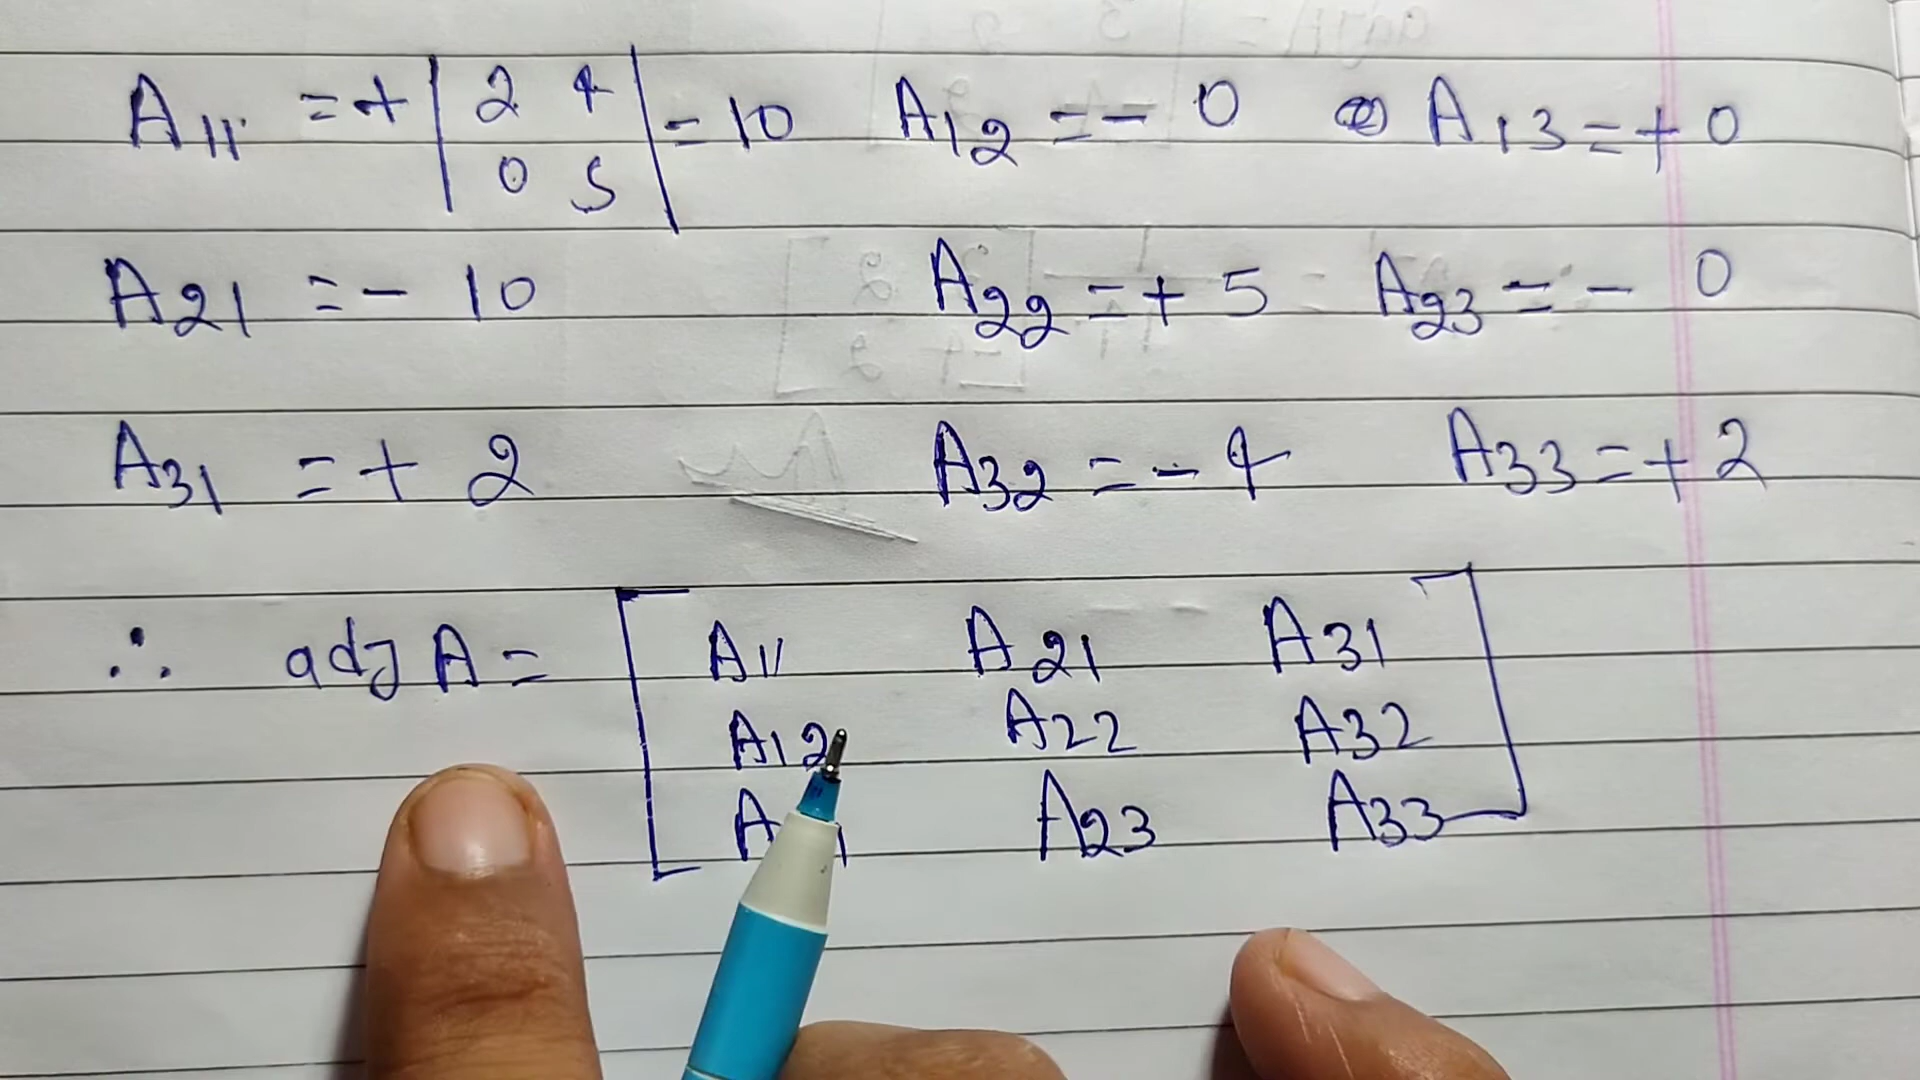 A11 = + | 2 4 | = 10 A12 = - 0 A13 = + 0
0 5
A21 = - 10 A22 = + 5 A23 = - 0
A31 = + 2 A32 = - 4 A33 = + 2
∴ adj A = [ A11 A21 A31 ]
A12 A22 A32
A23 A33